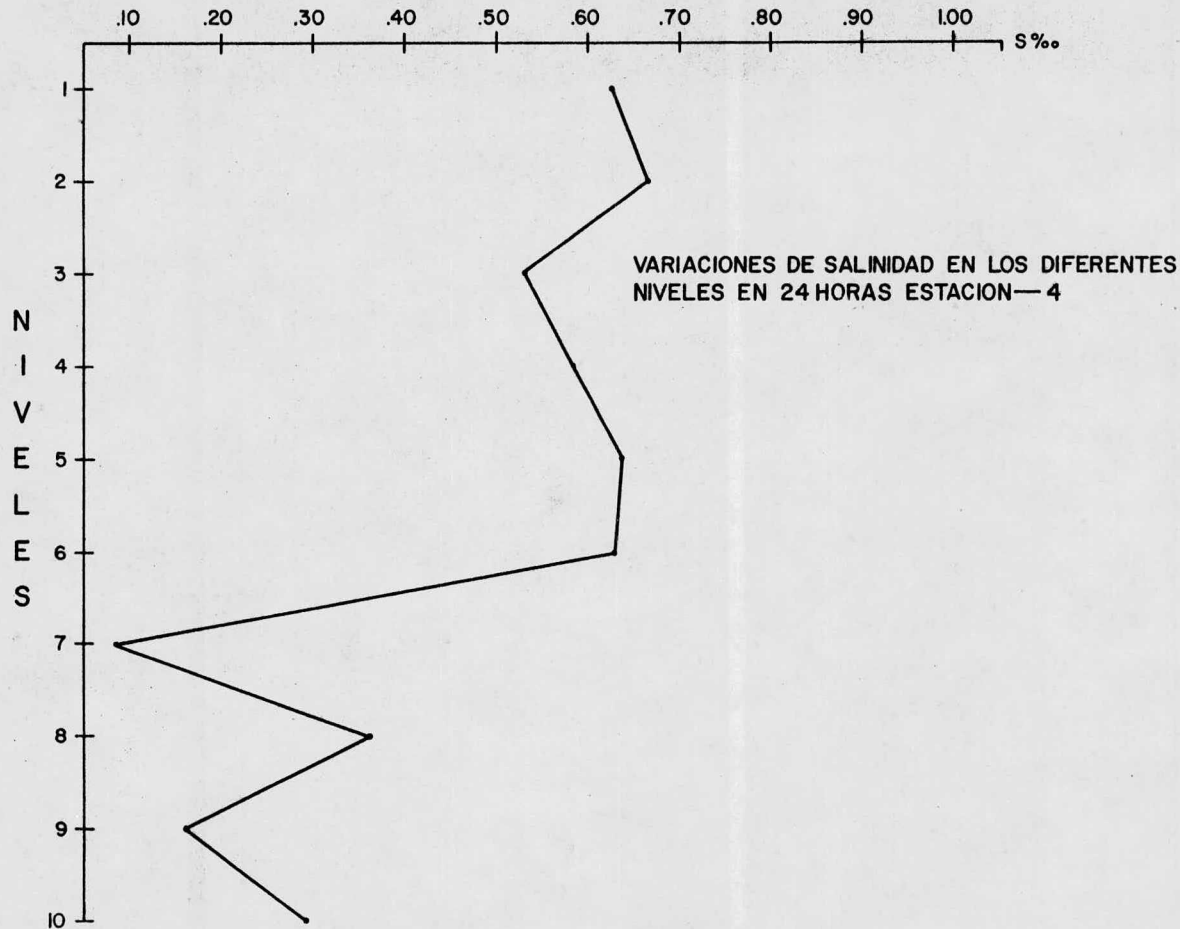 .10 .20 .30 .40 .50 .60 .70 .80 .90 1.00
S‰
1
2
3
4
5
6
7
8
9
10
NIVELES
VARIACIONES DE SALINIDAD EN LOS DIFERENTES
NIVELES EN 24 HORAS ESTACION— 4